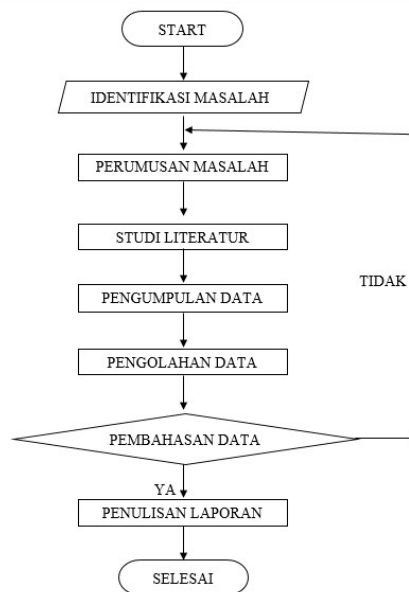 START
IDENTIFIKASI MASALAH
PERUMUSAN MASALAH
STUDI LITERATUR
PENGUMPULAN DATA
TIDAK
PENGOLAHAN DATA
PEMBAHASAN DATA
YA
PENULISAN LAPORAN
SELESAI